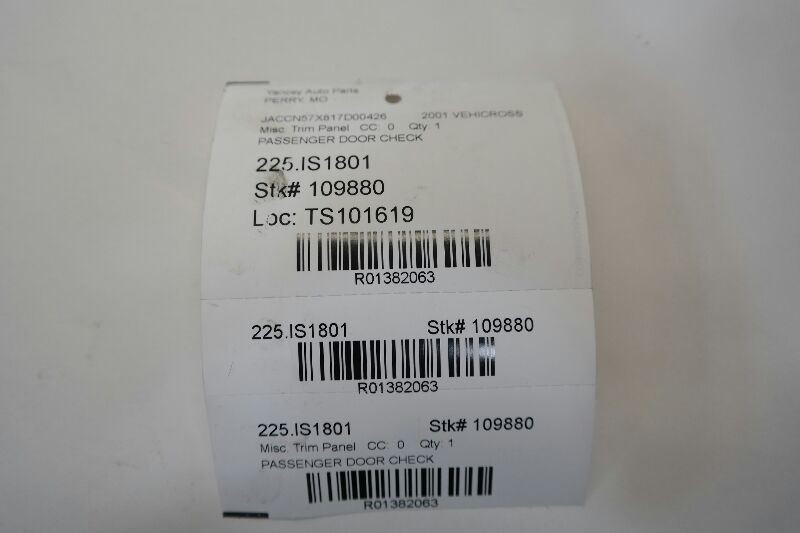 Yancey Auto Parts
PERRY, MO
JACCN57X817D00426 2001 VEHICROSS
Misc. Trim Panel CC: 0 Qty: 1
PASSENGER DOOR CHECK
225.IS1801
Stk# 109880
Loc: TS101619
R01382063
225.IS1801 Stk# 109880
R01382063
225.IS1801 Stk# 109880
Misc. Trim Panel CC: 0 Qty: 1
PASSENGER DOOR CHECK
R01382063